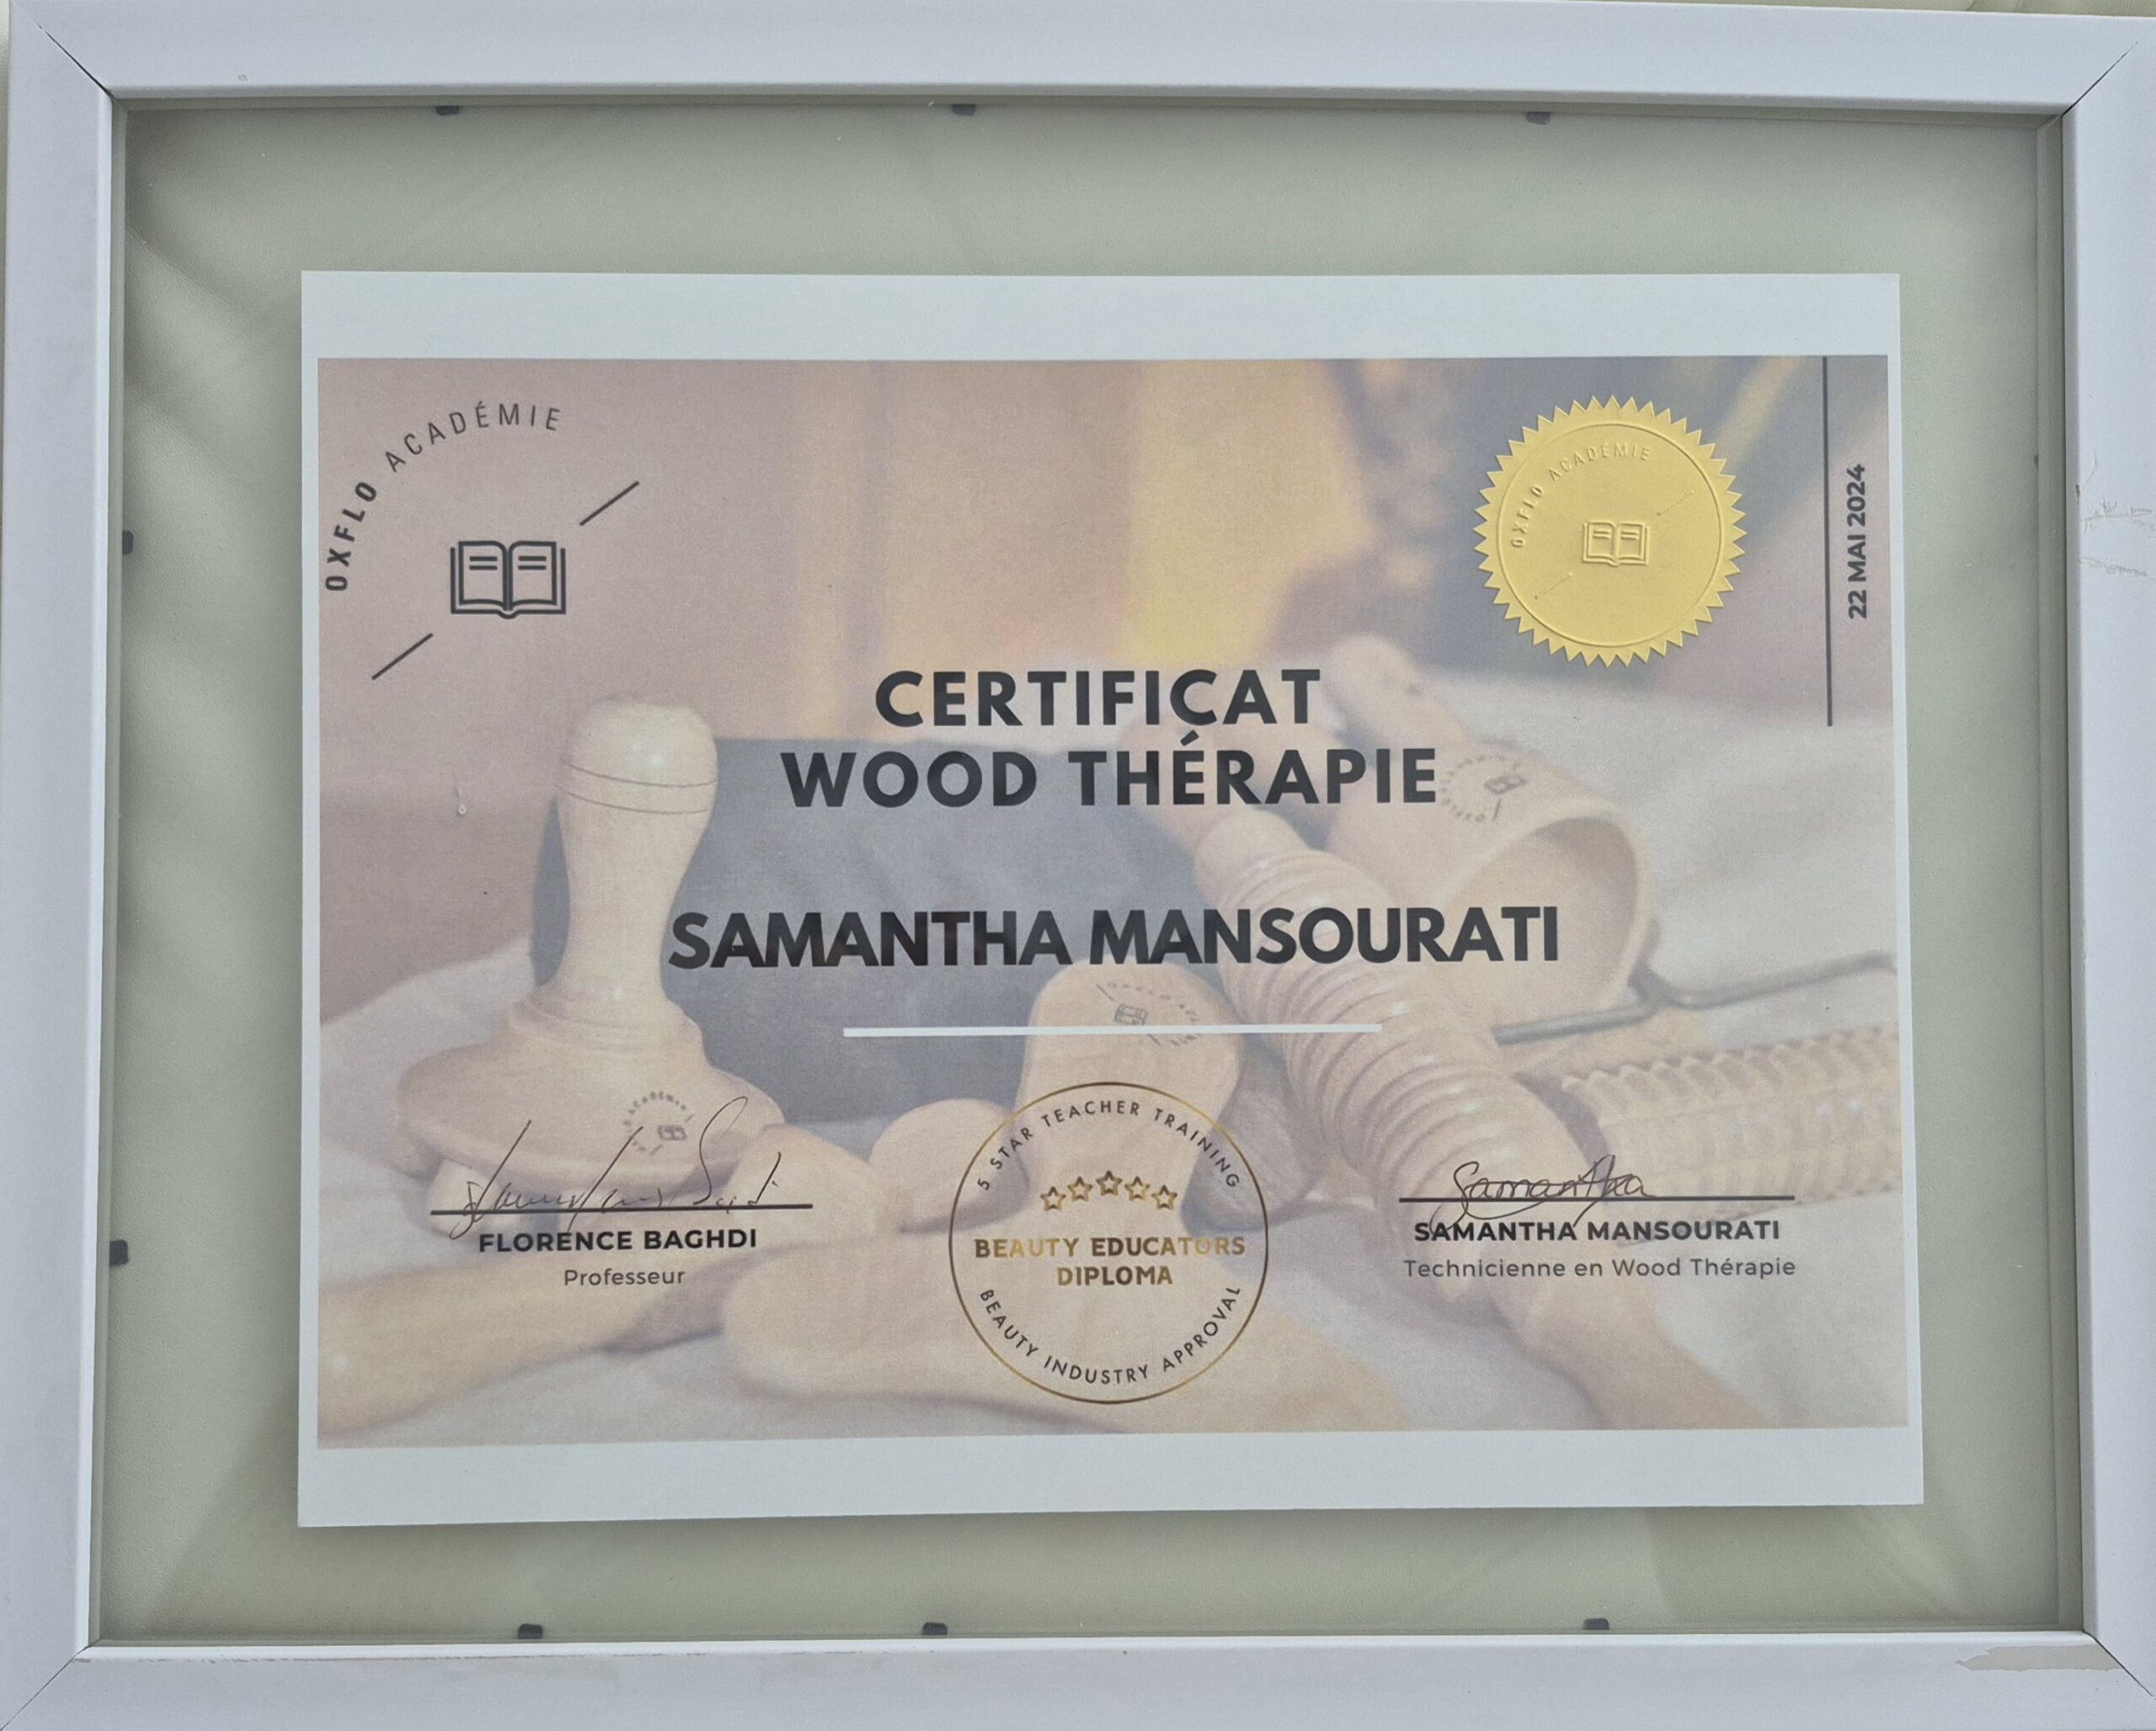 OXFLO ACADÉMIE
OXFLO ACADÉMIE
22 MAI 2024
CERTIFICAT
WOOD THÉRAPIE
SAMANTHA MANSOURATI
5 STAR TEACHER TRAINING
BEAUTY EDUCATORS
DIPLOMA
BEAUTY INDUSTRY APPROVAL
FLORENCE BAGHDI
Professeur
Samantha
SAMANTHA MANSOURATI
Technicienne en Wood Thérapie